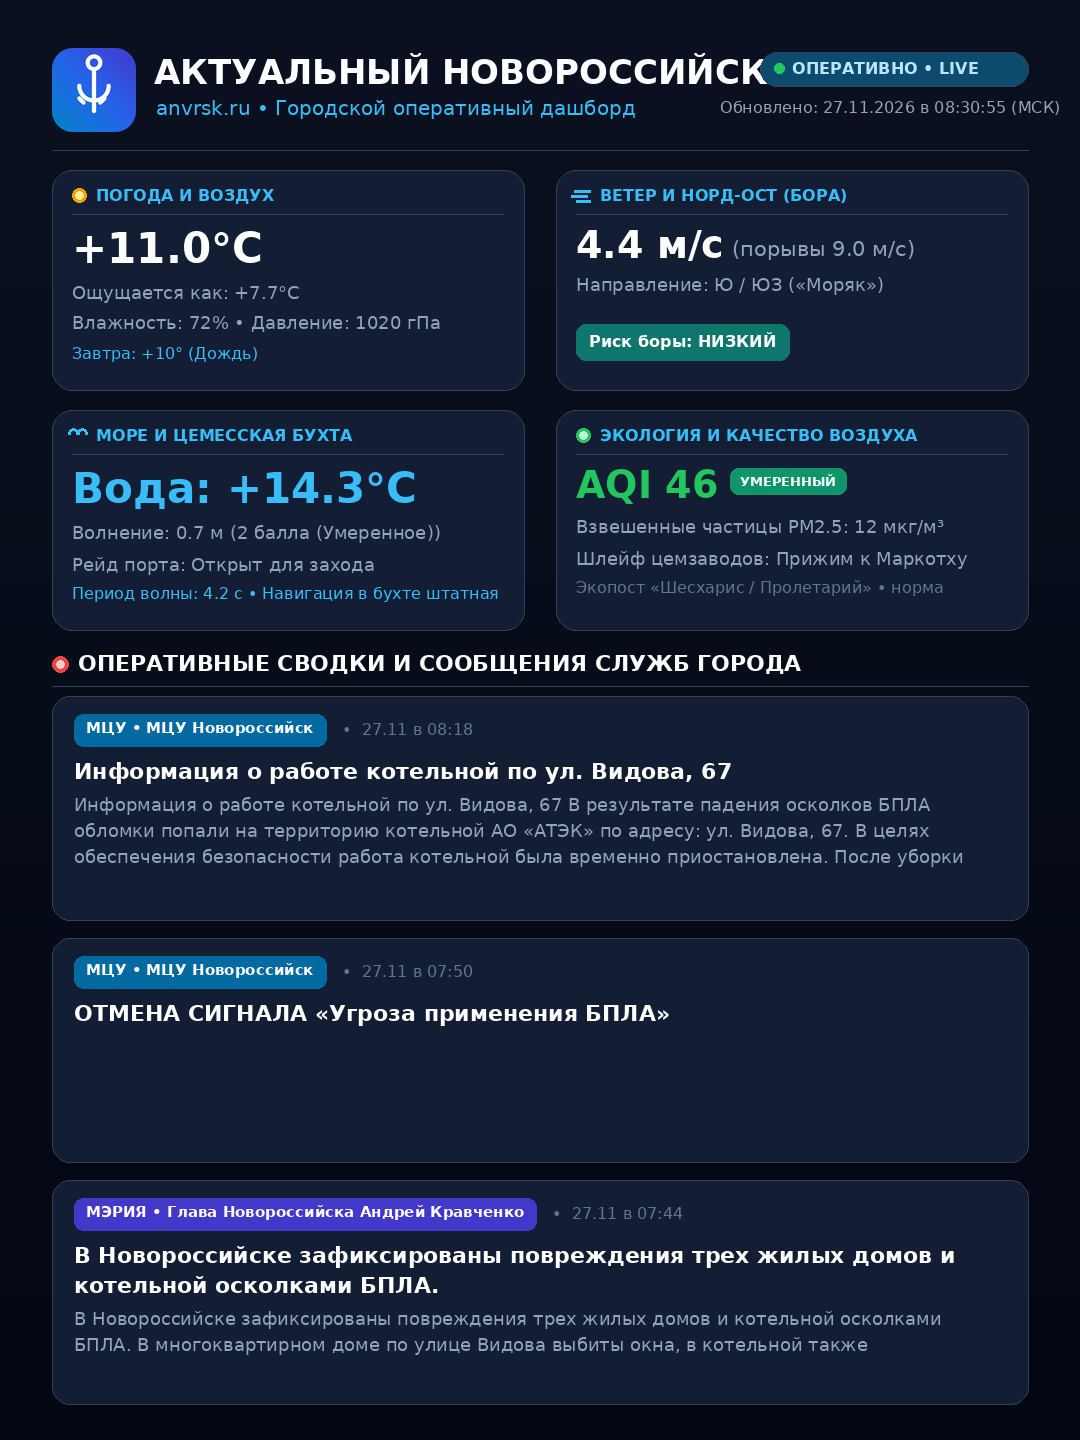 АКТУАЛЬНЫЙ НОВОРОССИЙСК
ОПЕРАТИВНО • LIVE
anvrsk.ru • Городской оперативный дашборд
Обновлено: 27.11.2026 в 08:30:55 (МСК)
ПОГОДА И ВОЗДУХ
+11.0°C
Ощущается как: +7.7°C
Влажность: 72% • Давление: 1020 гПа
Завтра: +10° (Дождь)
ВЕТЕР И НОРД-ОСТ (БОРА)
4.4 м/с (порывы 9.0 м/с)
Направление: Ю / ЮЗ («Моряк»)
Риск боры: НИЗКИЙ
МОРЕ И ЦЕМЕССКАЯ БУХТА
Вода: +14.3°C
Волнение: 0.7 м (2 балла (Умеренное))
Рейд порта: Открыт для захода
Период волны: 4.2 с • Навигация в бухте штатная
ЭКОЛОГИЯ И КАЧЕСТВО ВОЗДУХА
AQI 46 УМЕРЕННЫЙ
Взвешенные частицы PM2.5: 12 мкг/м³
Шлейф цемзаводов: Прижим к Маркотху
Экопост «Шесхарис / Пролетарий» • норма
ОПЕРАТИВНЫЕ СВОДКИ И СООБЩЕНИЯ СЛУЖБ ГОРОДА
МЦУ • МЦУ Новороссийск • 27.11 в 08:18
Информация о работе котельной по ул. Видова, 67
Информация о работе котельной по ул. Видова, 67 В результате падения осколков БПЛА
обломки попали на территорию котельной АО «АТЭК» по адресу: ул. Видова, 67. В целях
обеспечения безопасности работа котельной была временно приостановлена. После уборки
МЦУ • МЦУ Новороссийск • 27.11 в 07:50
ОТМЕНА СИГНАЛА «Угроза применения БПЛА»
МЭРИЯ • Глава Новороссийска Андрей Кравченко • 27.11 в 07:44
В Новороссийске зафиксированы повреждения трех жилых домов и
котельной осколками БПЛА.
В Новороссийске зафиксированы повреждения трех жилых домов и котельной осколками
БПЛА. В многоквартирном доме по улице Видова выбиты окна, в котельной также